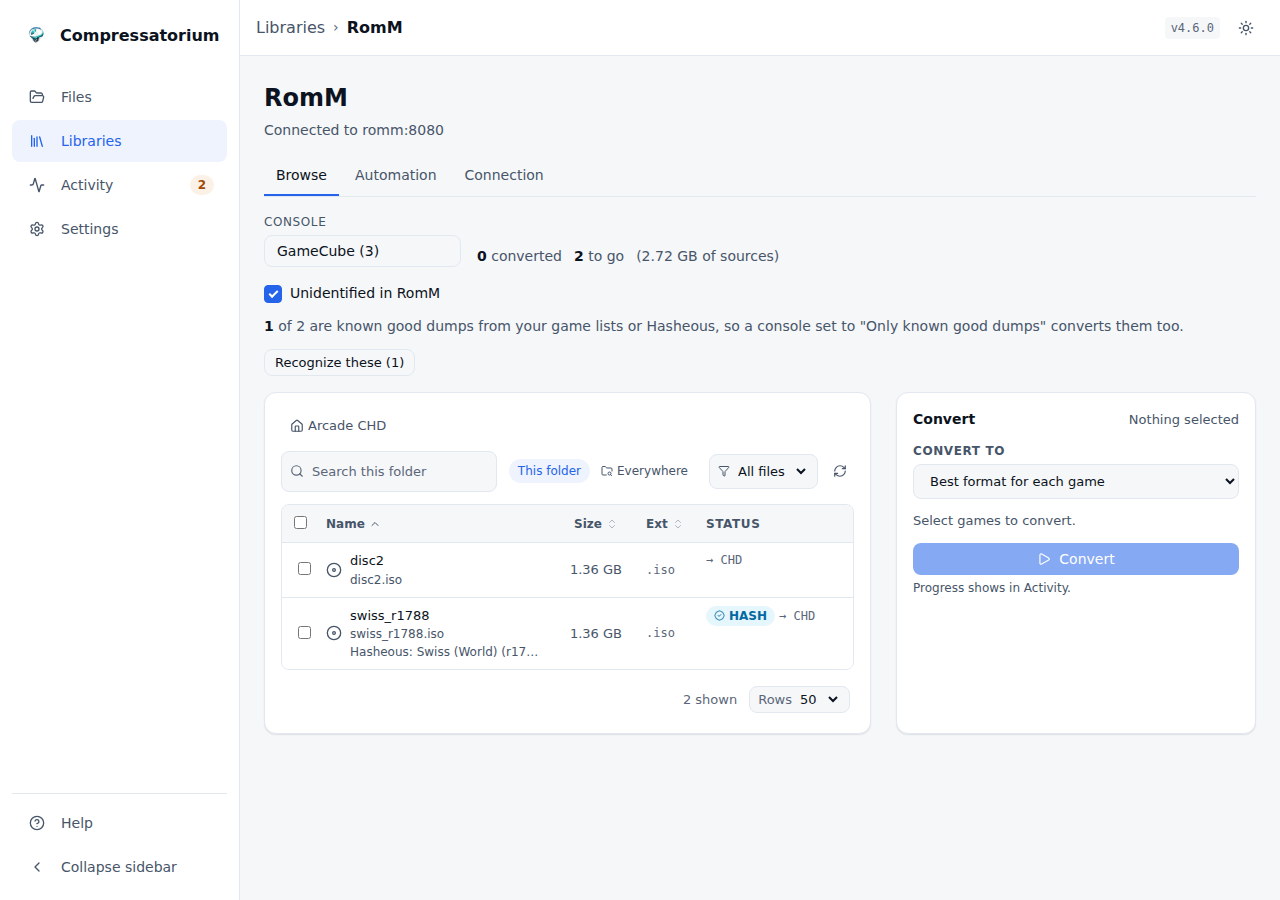 Compressatorium
Libraries › RomM
v4.6.0
Files
Libraries
Activity 2
Settings
Help
Collapse sidebar
RomM
Connected to romm:8080
Browse Automation Connection
CONSOLE
GameCube (3)
0 converted 2 to go (2.72 GB of sources)
Unidentified in RomM
1 of 2 are known good dumps from your game lists or Hasheous, so a console set to "Only known good dumps" converts them too.
Recognize these (1)
Arcade CHD
Search this folder
This folder Everywhere
All files
Name Size Ext STATUS
disc2
disc2.iso
1.36 GB .iso → CHD
swiss_r1788
swiss_r1788.iso
Hasheous: Swiss (World) (r17…
1.36 GB .iso HASH → CHD
2 shown Rows 50
Convert Nothing selected
CONVERT TO
Best format for each game
Select games to convert.
Convert
Progress shows in Activity.